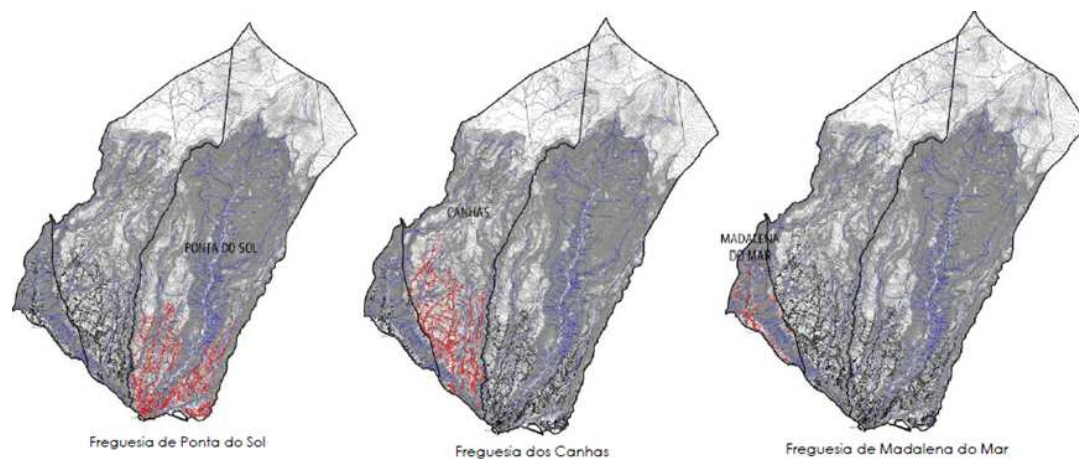 PONTA DO SOL
CANHAS
MADALENA
DO MAR
Freguesia de Ponta do Sol
Freguesia dos Canhas
Freguesia de Madalena do Mar